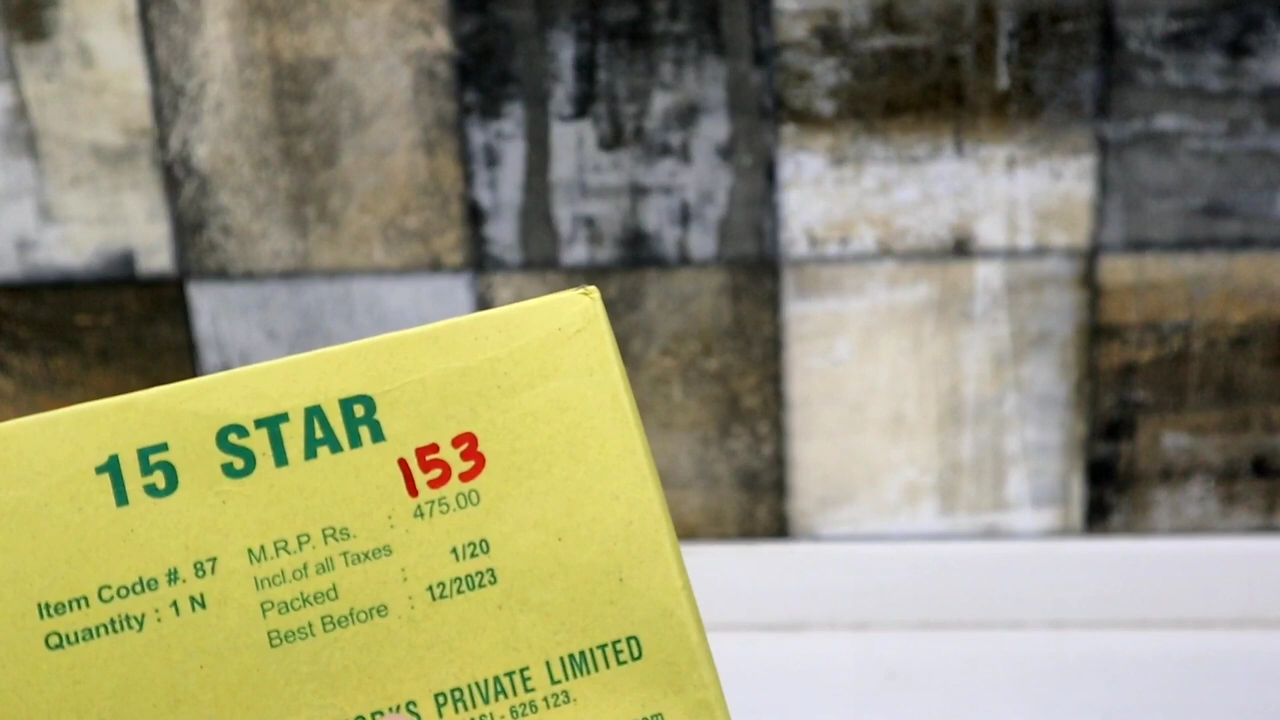 15 STAR
153
Item Code #. 87
Quantity : 1 N
M.R.P. Rs. : 475.00
Incl.of all Taxes
Packed : 1/20
Best Before : 12/2023
PRIVATE LIMITED
- 626 123.